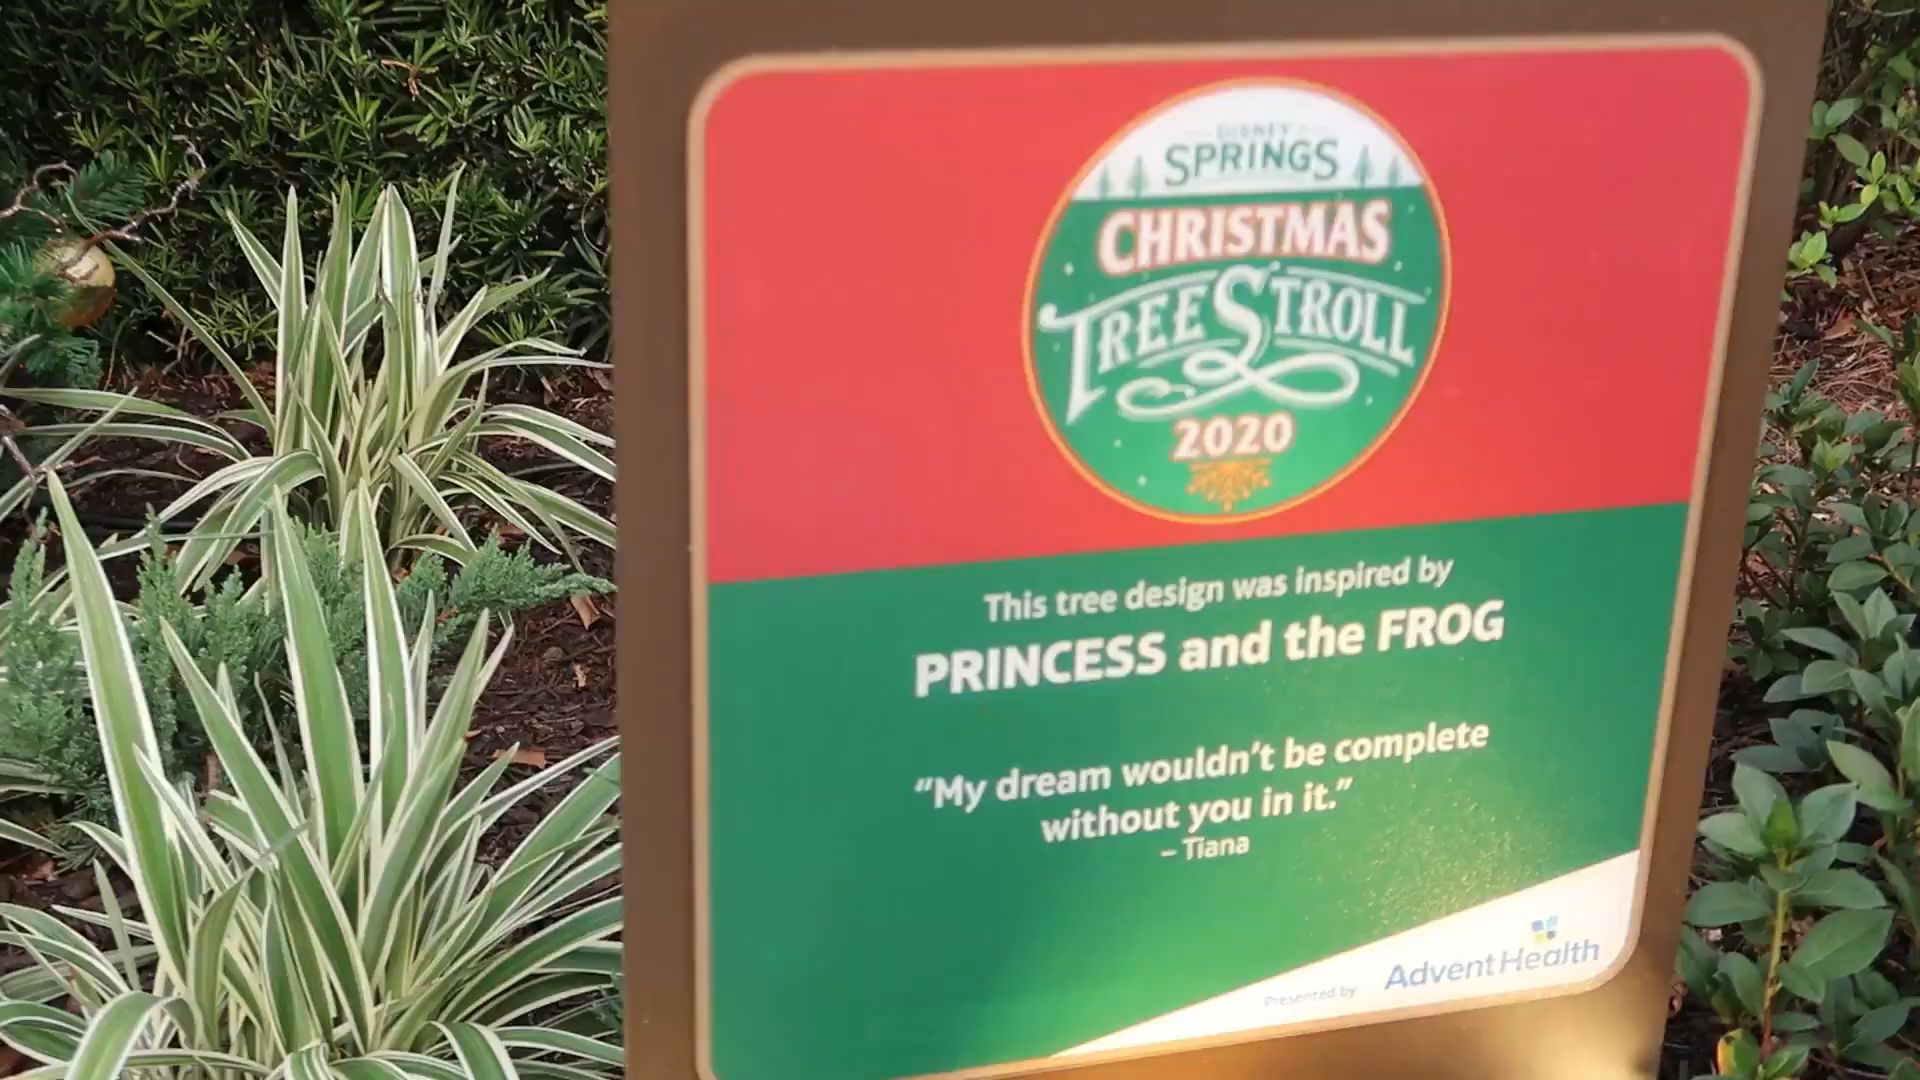 DISNEY
SPRINGS
CHRISTMAS
TREE STROLL
2020
This tree design was inspired by
PRINCESS and the FROG
“My dream wouldn’t be complete
without you in it.”
– Tiana
Presented by AdventHealth